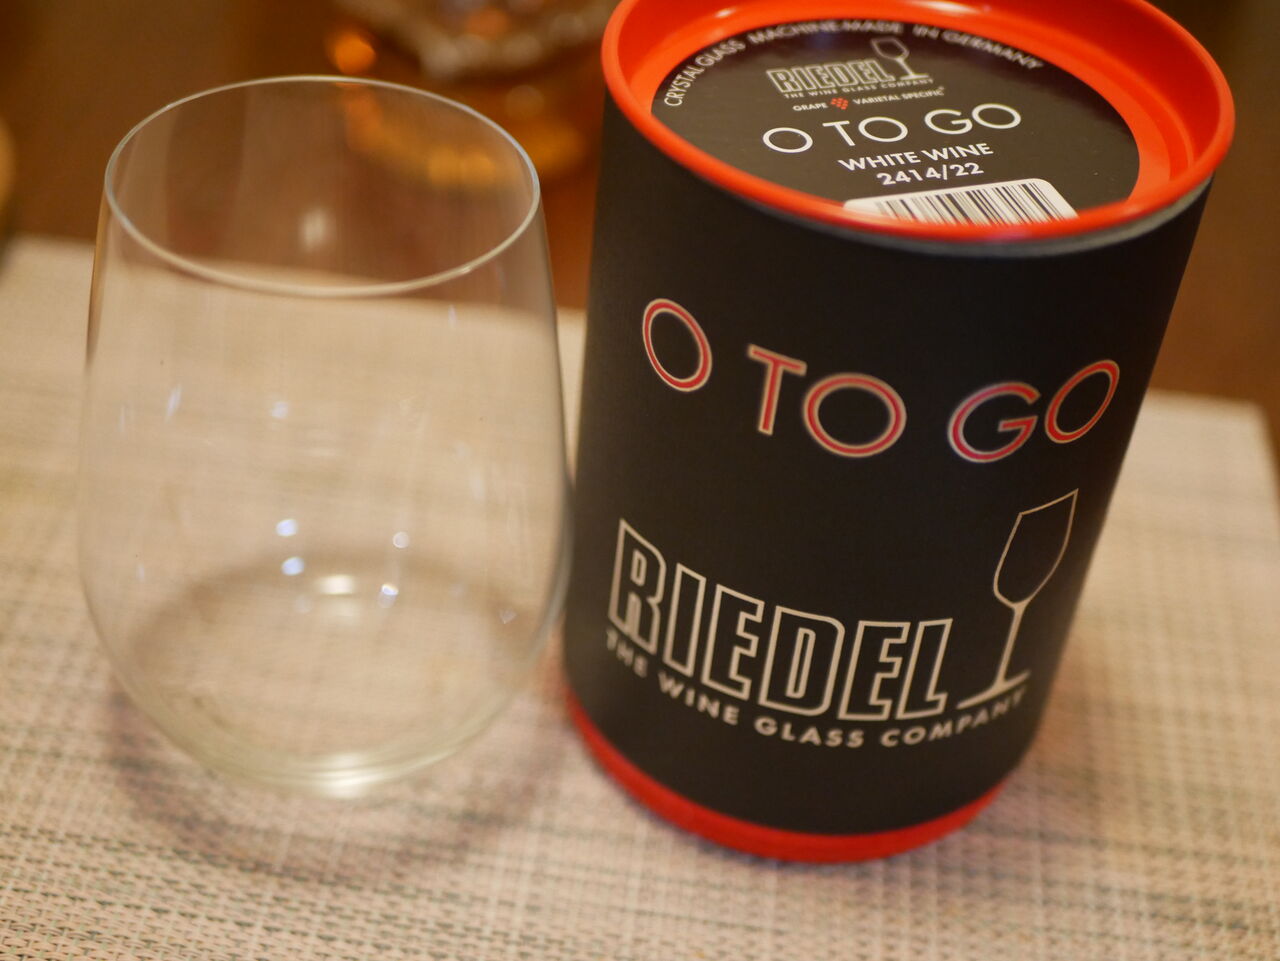 CRYSTAL GLASS MACHINE-MADE IN GERMANY
RIEDEL
THE WINE GLASS COMPANY
GRAPE VARIETAL SPECIFIC®
O TO GO
WHITE WINE
2414/22
O TO GO
RIEDEL
THE WINE GLASS COMPANY